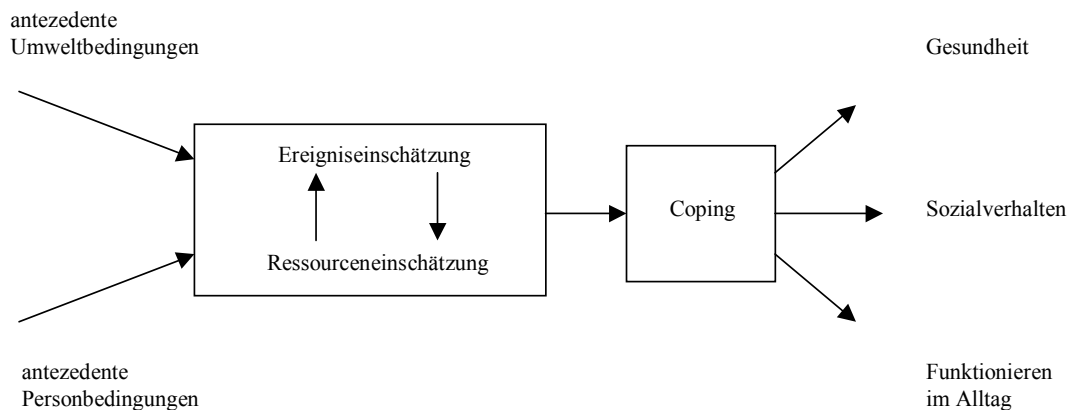 antezedente
Umweltbedingungen
Gesundheit
Ereigniseinschätzung
Coping
Sozialverhalten
Ressourceneinschätzung
antezedente
Personbedingungen
Funktionieren
im Alltag